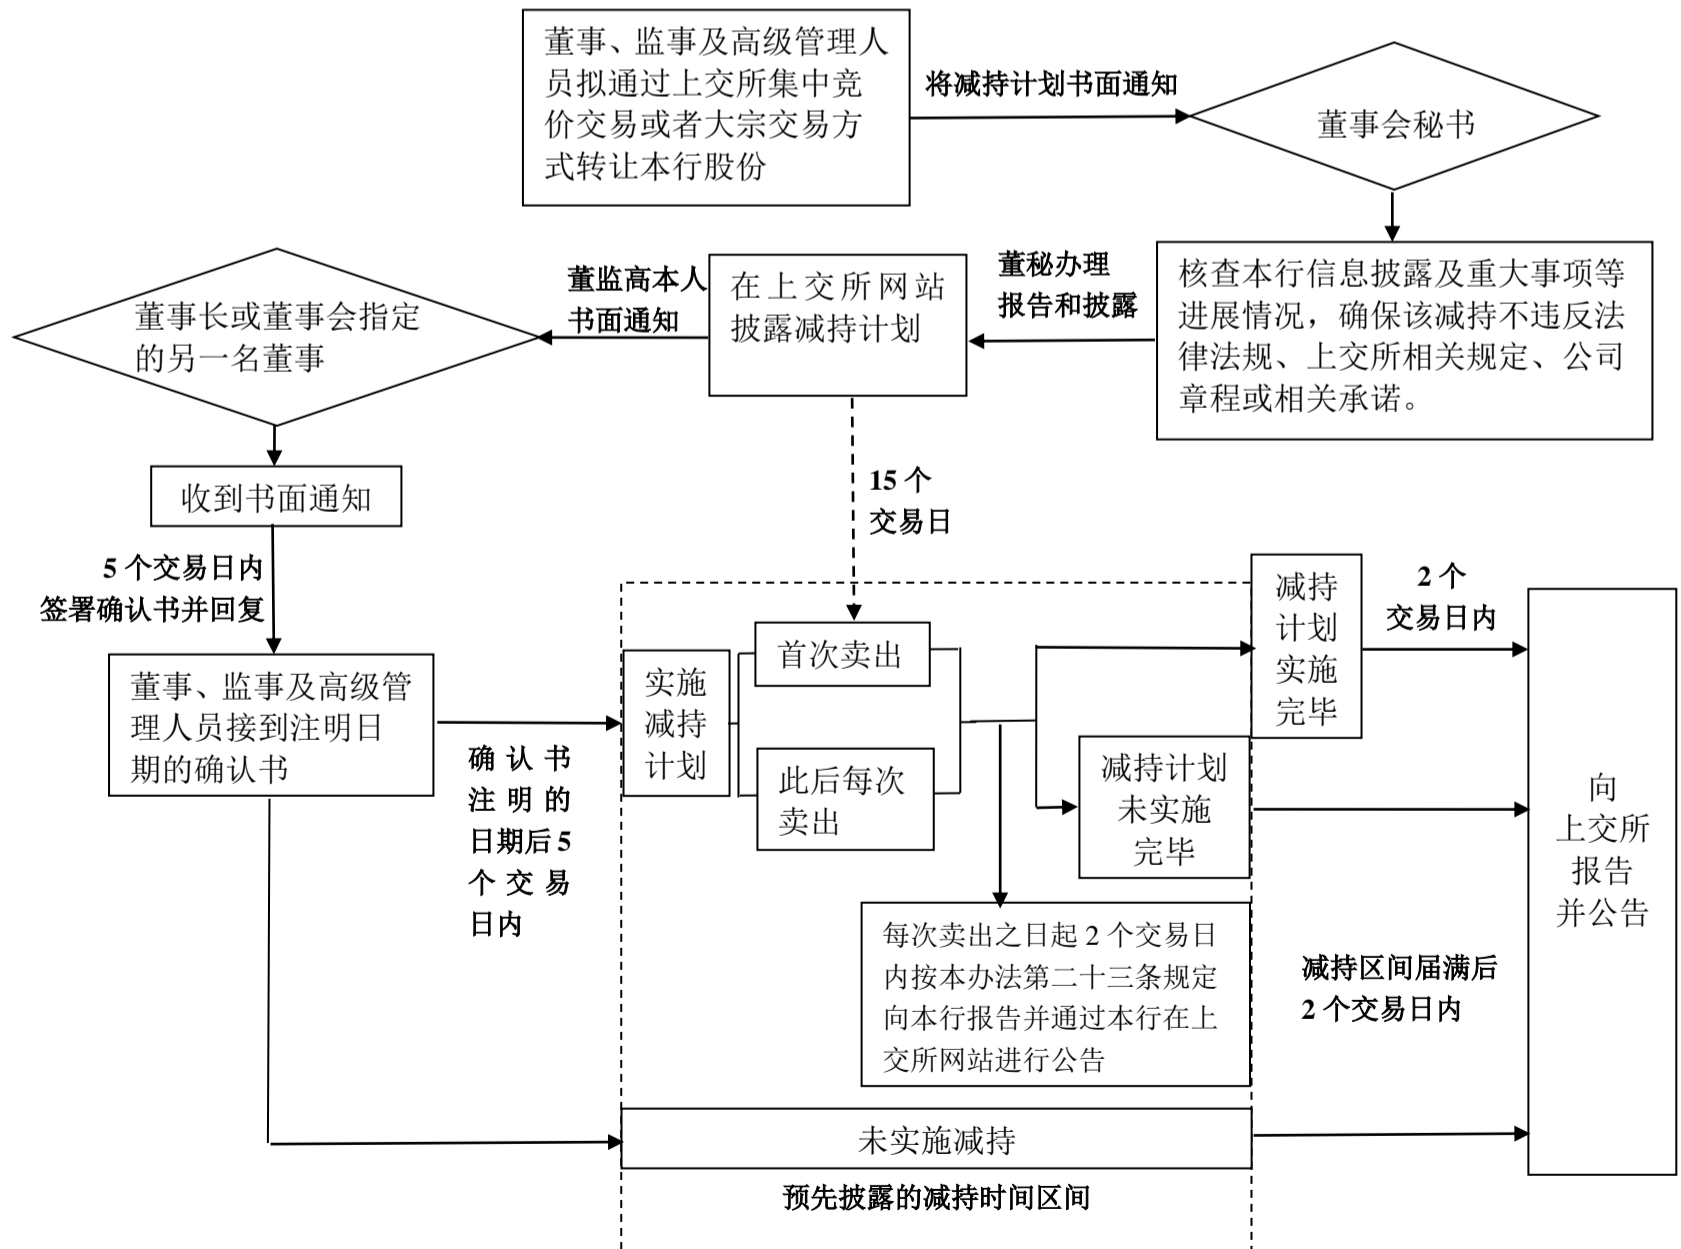 董事、监事及高级管理人
员拟通过上交所集中竞
价交易或者大宗交易方
式转让本行股份
将减持计划书面通知
董事会秘书
核查本行信息披露及重大事项等
进展情况，确保该减持不违反法
律法规、上交所相关规定、公司
章程或相关承诺。
董秘办理
报告和披露
在上交所网站
披露减持计划
董监高本人
书面通知
董事长或董事会指定
的另一名董事
收到书面通知
5 个交易日内
签署确认书并回复
董事、监事及高级管
理人员接到注明日
期的确认书
确认书
注明的
日期后 5
个交易
日内
15 个
交易日
实施
减持
计划
首次卖出
此后每次
卖出
减持
计划
实施
完毕
2 个
交易日内
减持计划
未实施
完毕
每次卖出之日起 2 个交易日
内按本办法第二十三条规定
向本行报告并通过本行在上
交所网站进行公告
减持区间届满后
2 个交易日内
向
上交所
报告
并公告
未实施减持
预先披露的减持时间区间